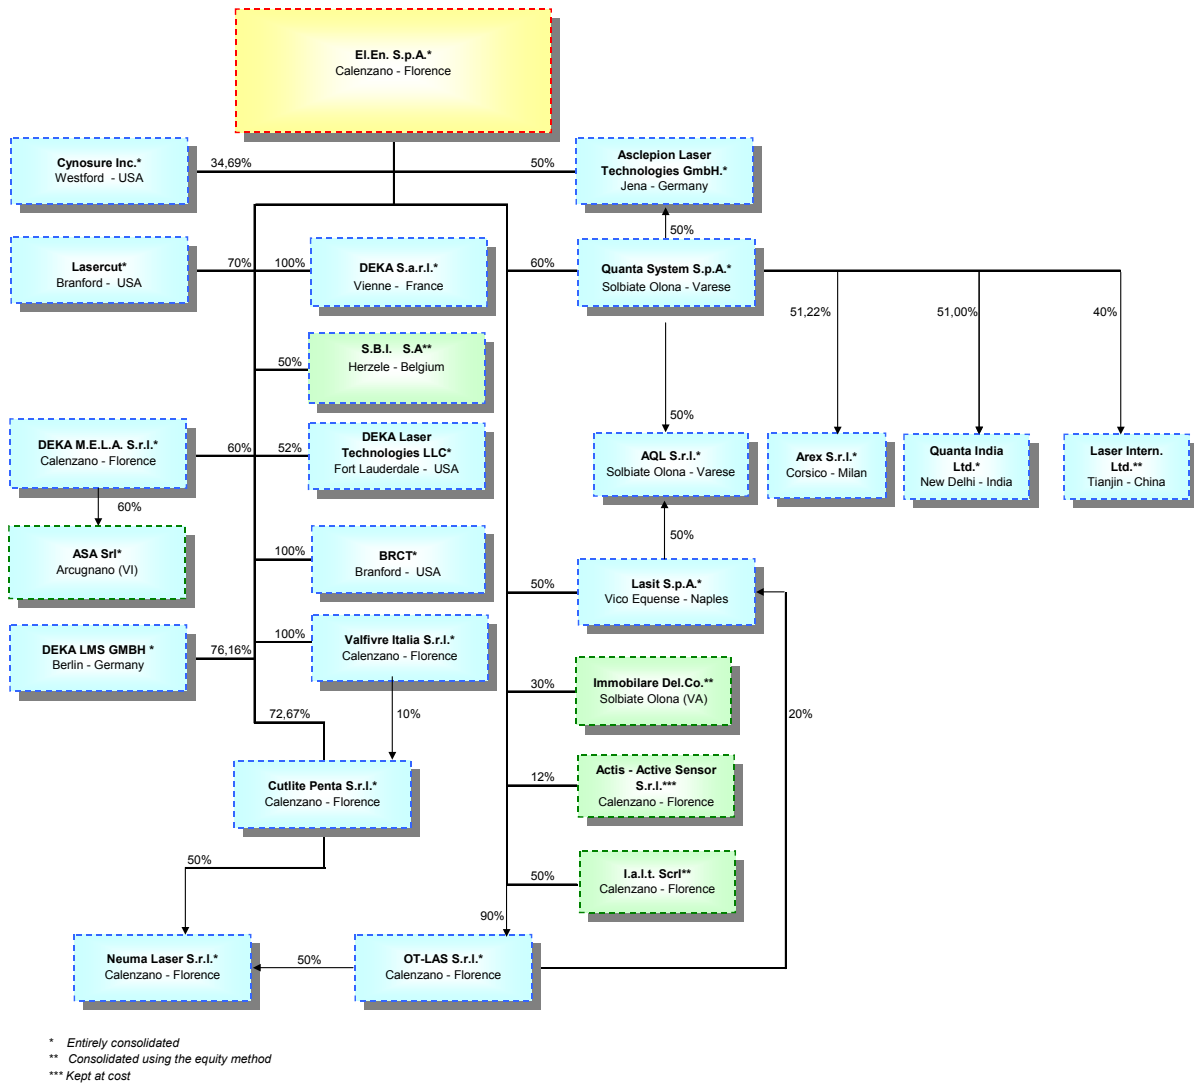 El.En. S.p.A.*
Calenzano - Florence
Cynosure Inc.*
Westford - USA
34,69%
50%
Asclepion Laser
Technologies GmbH.*
Jena - Germany
50%
Lasercut*
Branford - USA
70%
100%
DEKA S.a.r.l.*
Vienne - France
60%
Quanta System S.p.A.*
Solbiate Olona - Varese
51,22%
51,00%
40%
50%
S.B.I. S.A**
Herzele - Belgium
50%
DEKA M.E.L.A. S.r.l.*
Calenzano - Florence
60%
52%
DEKA Laser
Technologies LLC*
Fort Lauderdale - USA
AQL S.r.l.*
Solbiate Olona - Varese
Arex S.r.l.*
Corsico - Milan
Quanta India
Ltd.*
New Delhi - India
Laser Intern.
Ltd.**
Tianjin - China
60%
ASA Srl*
Arcugnano (VI)
100%
BRCT*
Branford - USA
50%
50%
Lasit S.p.A.*
Vico Equense - Naples
DEKA LMS GMBH *
Berlin - Germany
76,16%
100%
Valfivre Italia S.r.l.*
Calenzano - Florence
30%
Immobilare Del.Co.**
Solbiate Olona (VA)
72,67%
10%
20%
Cutlite Penta S.r.l.*
Calenzano - Florence
12%
Actis - Active Sensor
S.r.l.***
Calenzano - Florence
50%
50%
I.a.l.t. Scrl**
Calenzano - Florence
90%
Neuma Laser S.r.l.*
Calenzano - Florence
50%
OT-LAS S.r.l.*
Calenzano - Florence
* Entirely consolidated
** Consolidated using the equity method
*** Kept at cost